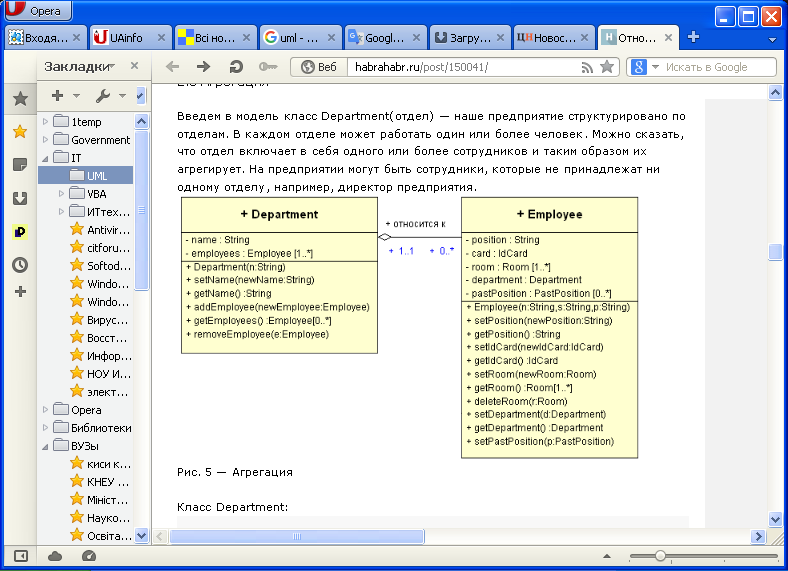 Opera
Входя...
UAinfo
Всі но...
uml - ...
Googl...
Загру...
Новос...
Отно...
Закладки
Веб
habrahabr.ru/post/150041/
Искать в Google
1temp
Government
IT
UML
VBA
ИТтех...
Antivir...
citforu...
Softod...
Windo...
Windo...
Вирус...
Восст...
Инфор...
НОУ И...
элект...
Opera
Библиотеки
ВУЗы
киси к...
КНЕУ ...
Мініст...
Науко...
Освіта...
Введем в модель класс Department(отдел) — наше предприятие структурировано по
отделам. В каждом отделе может работать один или более человек. Можно сказать,
что отдел включает в себя одного или более сотрудников и таким образом их
агрегирует. На предприятии могут быть сотрудники, которые не принадлежат ни
одному отделу, например, директор предприятия.
+ Department
- name : String
- employees : Employee [1..*]
+ Department(n:String)
+ setName(newName:String)
+ getName() :String
+ addEmployee(newEmployee:Employee)
+ getEmployees() :Employee[0..*]
+ removeEmployee(e:Employee)
+ относится к
+ 1..1 + 0..*
+ Employee
- position : String
- card : IdCard
- room : Room [1..*]
- department : Department
- pastPosition : PastPosition [0..*]
+ Employee(n:String,s:String,p:String)
+ setPosition(newPosition:String)
+ getPosition() :String
+ setIdCard(newIdCard:IdCard)
+ getIdCard() :IdCard
+ setRoom(newRoom:Room)
+ getRoom() :Room[1..*]
+ deleteRoom(r:Room)
+ setDepartment(d:Department)
+ getDepartment() :Department
+ setPastPosition(p:PastPosition)
Рис. 5 — Агрегация
Класс Department: